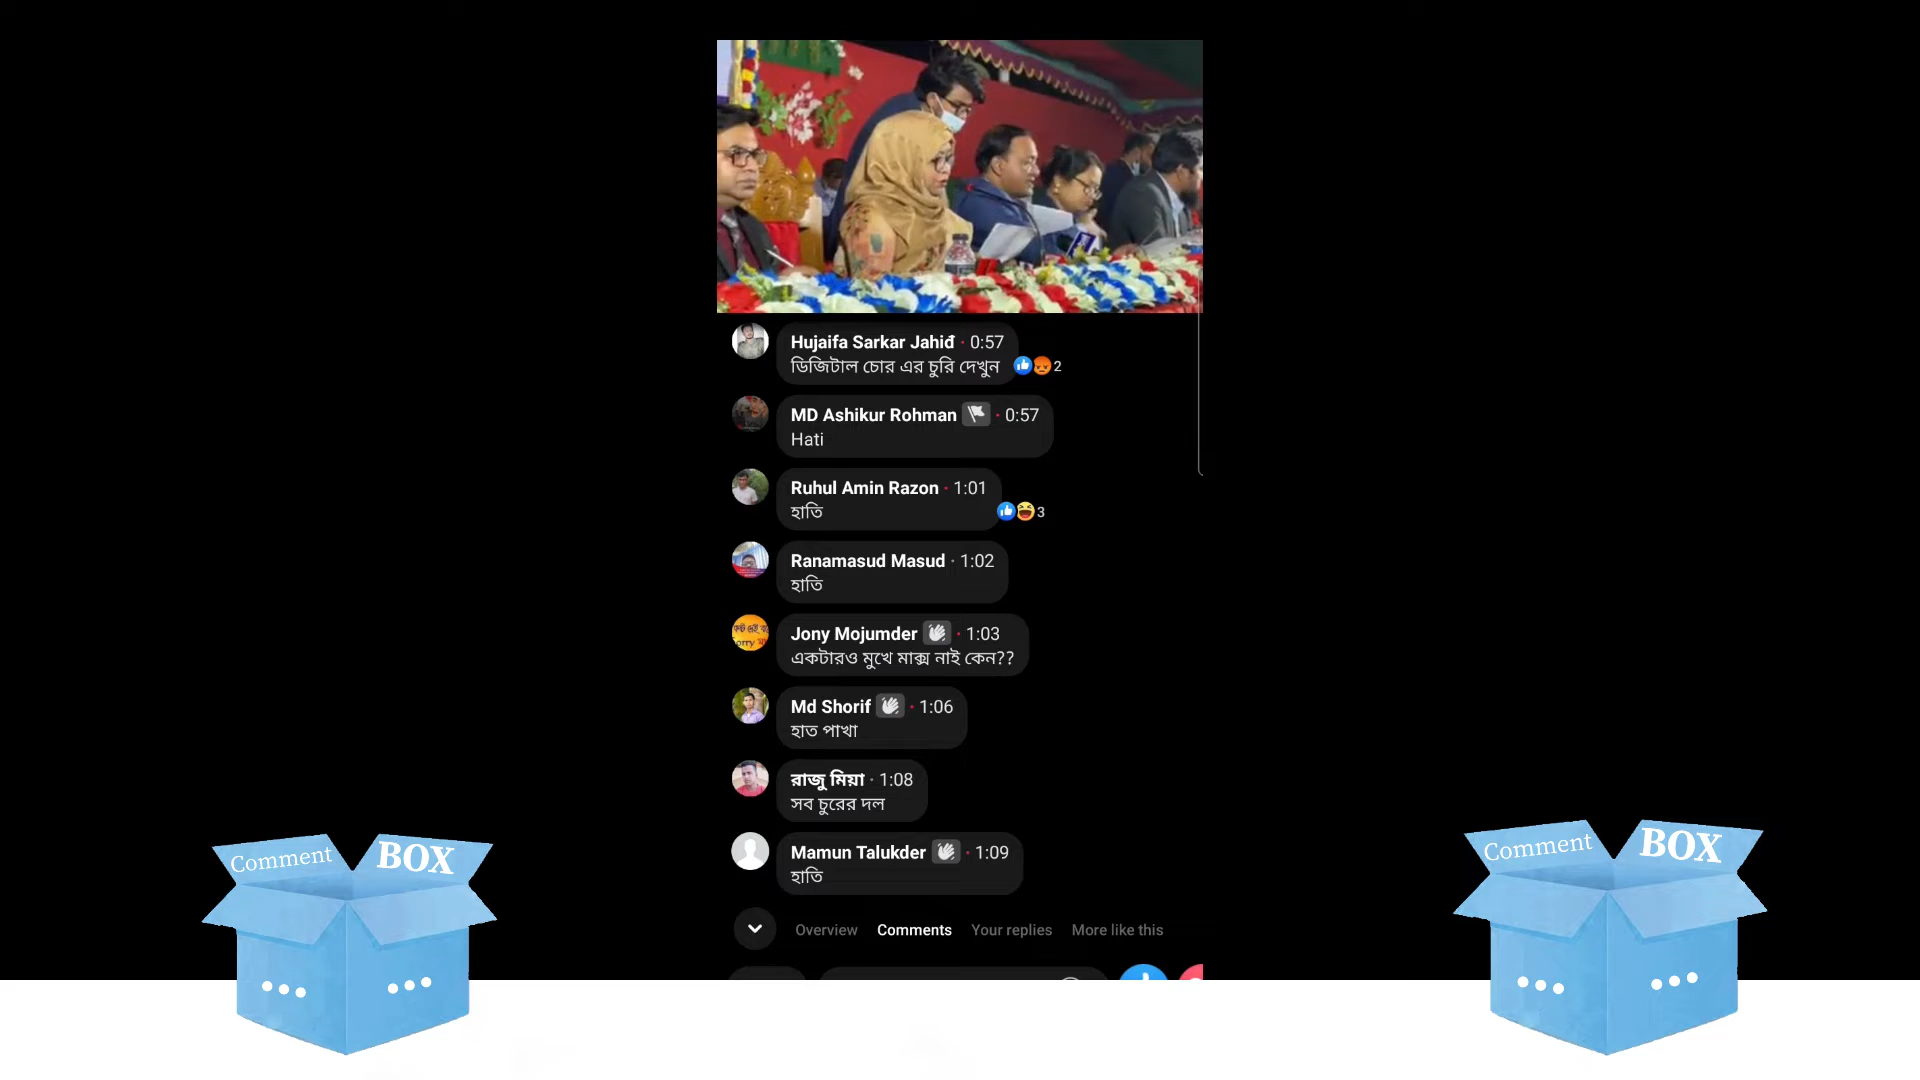 Hujaifa Sarkar Jahiđ · 0:57
ডিজিটাল চোর এর চুরি দেখুন
2
MD Ashikur Rohman · 0:57
Hati
Ruhul Amin Razon · 1:01
হাতি
3
Ranamasud Masud · 1:02
হাতি
Jony Mojumder · 1:03
একটারও মুখে মাক্স নাই কেন??
Md Shorif · 1:06
হাত পাখা
রাজু মিয়া · 1:08
সব চুরের দল
Mamun Talukder · 1:09
হাতি
Overview Comments Your replies More like this
Comment BOX
Comment BOX